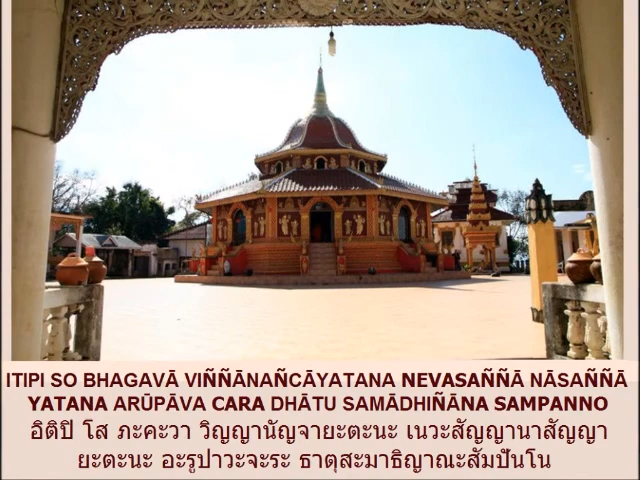 ITIPI SO BHAGAVĀ VIÑÑĀNAÑCĀYATANA NEVASAÑÑĀ NĀSAÑÑĀ
YATANA ARŪPĀVA CARA DHĀTU SAMĀDHIÑĀNA SAMPANNO
อิติปิ โส ภะคะวา วิญญานัญจายะตะนะ เนวะสัญญานาสัญญา
ยะตะนะ อะรูปาวะจะระ ธาตุสะมาธิญาณะสัมปันโน